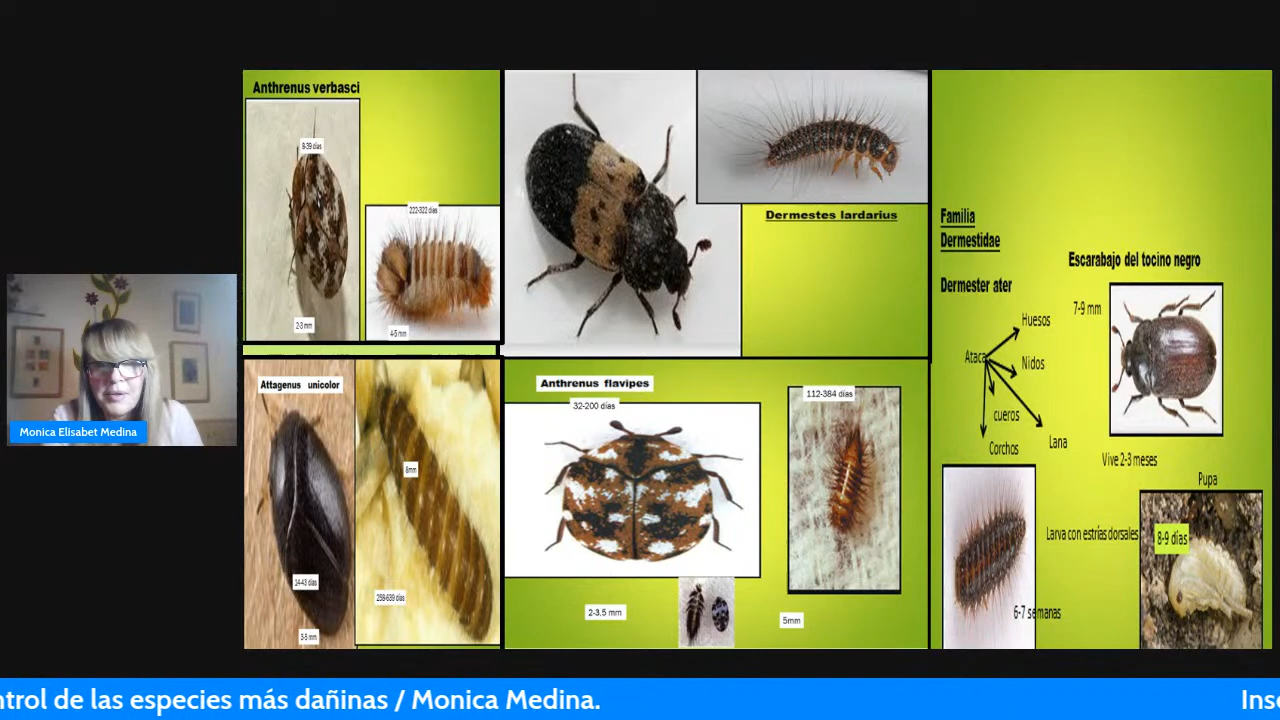 Anthrenus verbasci
8-39 días
222-322 días
2-3 mm
4-5 mm
Dermestes lardarius
Familia
Dermestidae
Escarabajo del tocino negro
Dermester ater
7-9 mm
Huesos
Ataca
Nidos
cueros
Lana
Corchos
Vive 2-3 meses
Pupa
Larva con estrías dorsales
8-9 días
6-7 semanas
Attagenus unicolor
8mm
14-43 días
258-639 días
3-5 mm
Anthrenus flavipes
32-200 días
112-384 días
2-3.5 mm
5mm
Monica Elisabet Medina
ntrol de las especies más dañinas / Monica Medina.
Inse